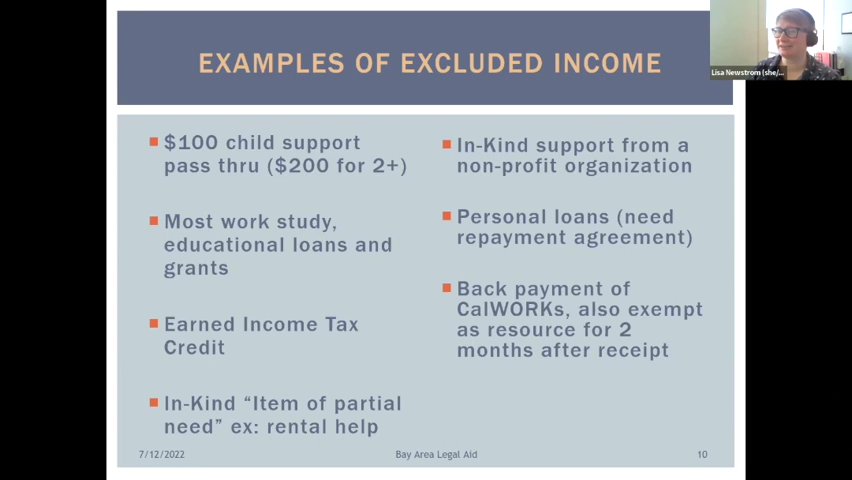 EXAMPLES OF EXCLUDED INCOME
Lisa Newstrom (she/...
$100 child support
pass thru ($200 for 2+)
Most work study,
educational loans and
grants
Earned Income Tax
Credit
In-Kind “Item of partial
need” ex: rental help
In-Kind support from a
non-profit organization
Personal loans (need
repayment agreement)
Back payment of
CalWORKs, also exempt
as resource for 2
months after receipt
7/12/2022
Bay Area Legal Aid
10